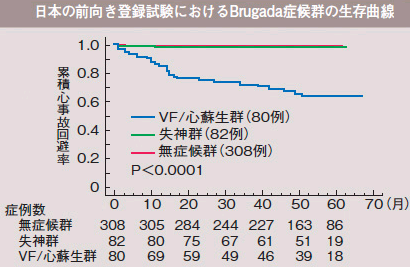 日本の前向き登録試験におけるBrugada症候群の生存曲線
累積心事故回避率
1.0
0.8
0.6
0.4
0.2
0
VF/心蘇生群(80例)
失神群(82例)
無症候群(308例)
P<0.0001
0 10 20 30 40 50 60 70(月)
症例数
無症候群 308 305 284 244 227 163 86
失神群 82 80 75 67 61 51 19
VF/心蘇生群 80 69 59 49 46 39 18